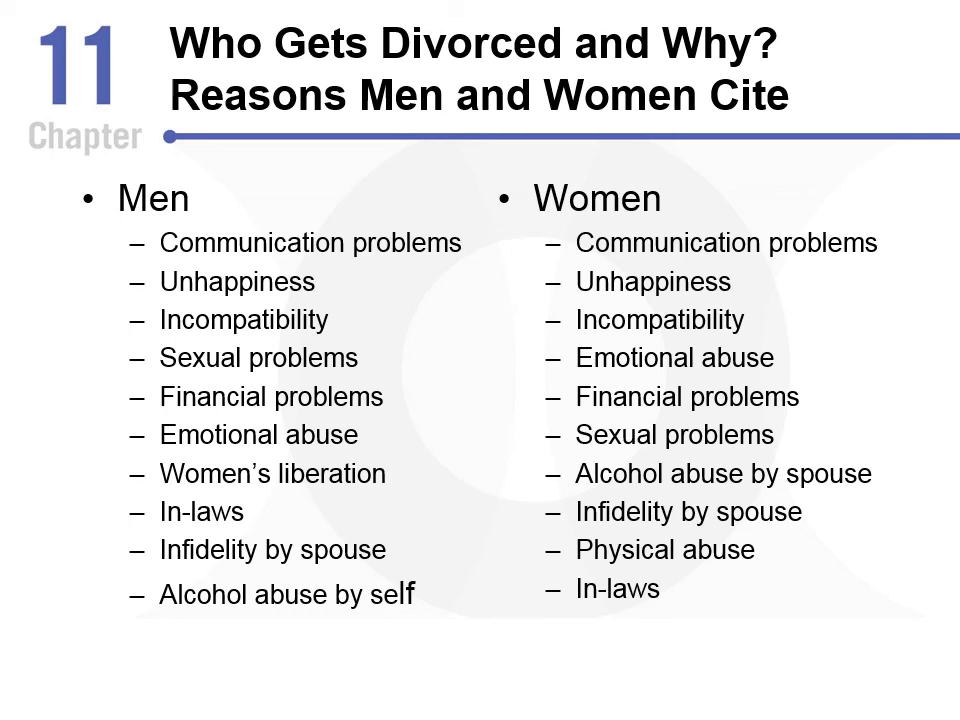 11
Chapter
Who Gets Divorced and Why?
Reasons Men and Women Cite
• Men
– Communication problems
– Unhappiness
– Incompatibility
– Sexual problems
– Financial problems
– Emotional abuse
– Women’s liberation
– In-laws
– Infidelity by spouse
– Alcohol abuse by self
• Women
– Communication problems
– Unhappiness
– Incompatibility
– Emotional abuse
– Financial problems
– Sexual problems
– Alcohol abuse by spouse
– Infidelity by spouse
– Physical abuse
– In-laws